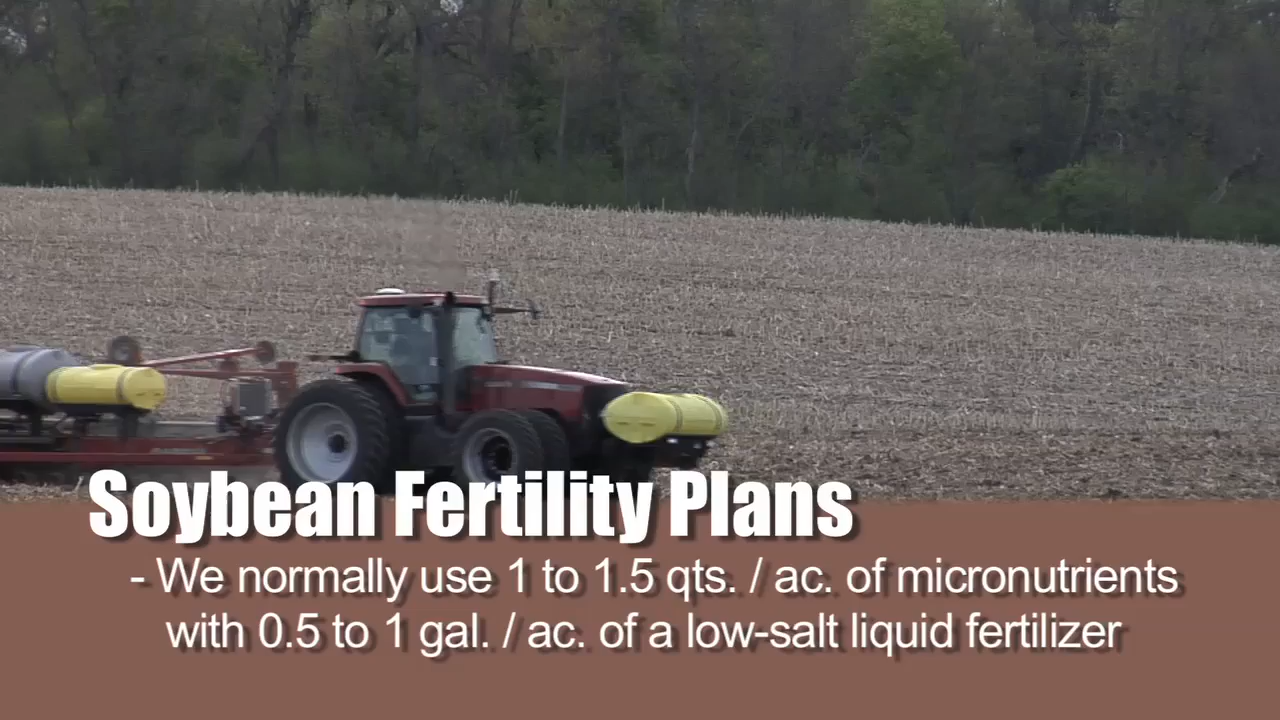 Soybean Fertility Plans
- We normally use 1 to 1.5 qts. / ac. of micronutrients
with 0.5 to 1 gal. / ac. of a low-salt liquid fertilizer